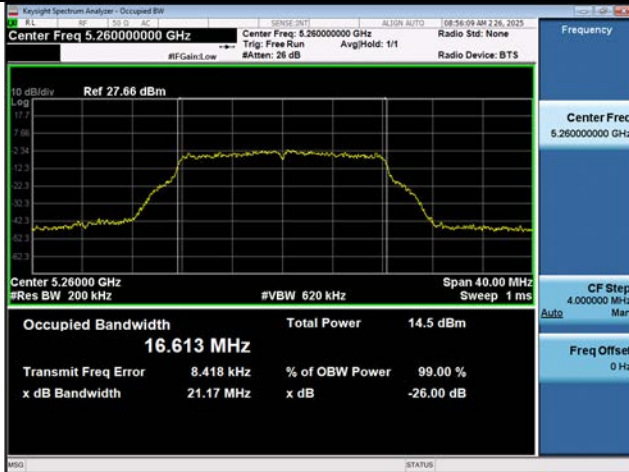 Keysight Spectrum Analyzer - Occupied BW
RL RF 50 Ω AC SENSE:INT ALIGN AUTO 08:56:09 AM 2 26, 2025
Center Freq 5.260000000 GHz
Center Freq: 5.260000000 GHz
Radio Std: None
Trig: Free Run Avg|Hold: 1/1
#IFGain:Low #Atten: 26 dB Radio Device: BTS
10 dB/div Ref 27.66 dBm
Log
17.7
7.66
-2.34
-12.3
-22.3
-32.3
-42.3
-52.3
-62.3
Center 5.26000 GHz Span 40.00 MHz
#Res BW 200 kHz #VBW 620 kHz Sweep 1 ms
Occupied Bandwidth Total Power 14.5 dBm
16.613 MHz
Transmit Freq Error 8.418 kHz % of OBW Power 99.00 %
x dB Bandwidth 21.17 MHz x dB -26.00 dB
MSG STATUS
Frequency
Center Freq
5.260000000 GHz
CF Step
4.000000 MHz
Auto Man
Freq Offset
0 Hz